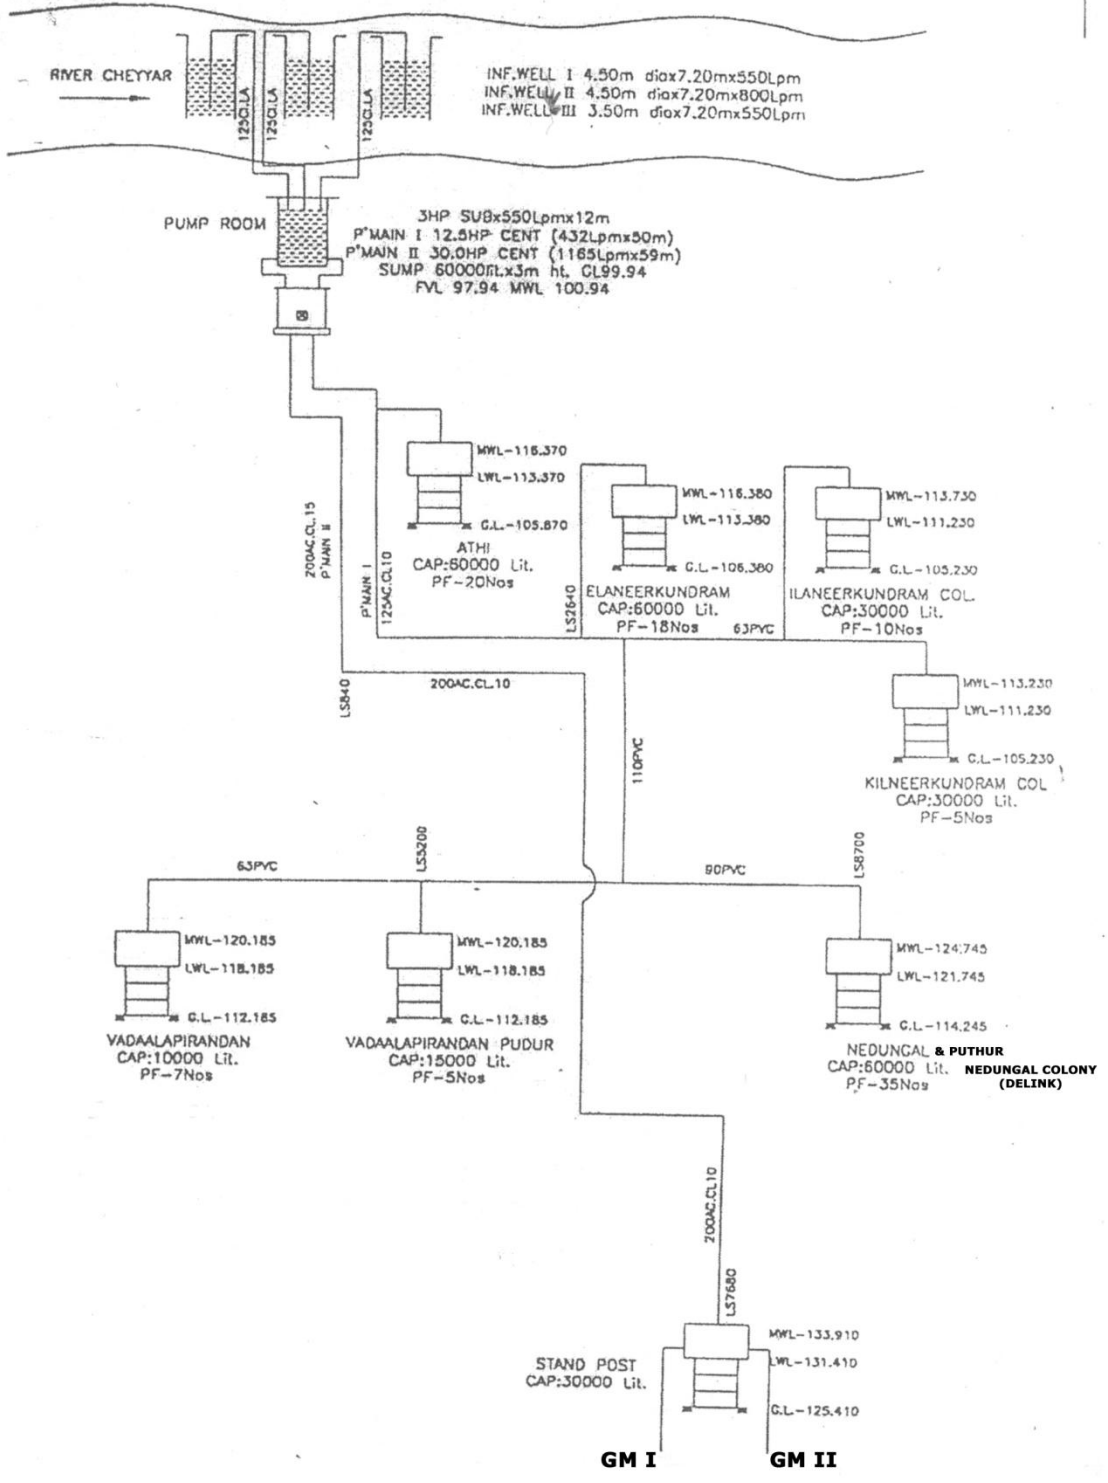 RIVER CHEYYAR
125CI.LA
125CI.LA
125CI.LA
INF.WELL I 4.50m diax7.20mx550Lpm
INF.WELL II 4.50m diax7.20mx800Lpm
INF.WELL III 3.50m diax7.20mx550Lpm
PUMP ROOM
3HP SUBx550Lpmx12m
P'MAIN I 12.5HP CENT (432Lpmx50m)
P'MAIN II 30.0HP CENT (1165Lpmx59m)
SUMP 60000lit.x3m ht. GL99.94
FVL 97.94 MWL 100.94
200AC.CL.15
P'MAIN II
P'MAIN I
125AC.CL10
MWL-116.370
LWL-113.370
G.L-105.870
ATHI
CAP:60000 Lit.
PF-20Nos
LS2640
MWL-116.380
LWL-113.380
G.L-106.380
ELANEERKUNDRAM
CAP:60000 Lit.
PF-18Nos
63PVC
MWL-113.730
LWL-111.230
G.L-105.230
ILANEERKUNDRAM COL.
CAP:30000 Lit.
PF-10Nos
LS840
200AC.CL.10
110PVC
MWL-113.230
LWL-111.230
G.L.-105.230
KILNEERKUNDRAM COL
CAP:30000 Lit.
PF-5Nos
63PVC
LS5200
90PVC
LS8700
MWL-120.185
LWL-118.185
G.L-112.185
VADAALAPIRANDAN
CAP:10000 Lit.
PF-7Nos
MWL-120.185
LWL-118.185
G.L-112.185
VADAALAPIRANDAN PUDUR
CAP:15000 Lit.
PF-5Nos
MWL-124.745
LWL-121.745
G.L-114.245
NEDUNGAL & PUTHUR
CAP:60000 Lit. NEDUNGAL COLONY
PF-35Nos (DELINK)
200AC.CL10
LS7680
MWL-133.910
LWL-131.410
G.L-125.410
STAND POST
CAP:30000 Lit.
GM I
GM II